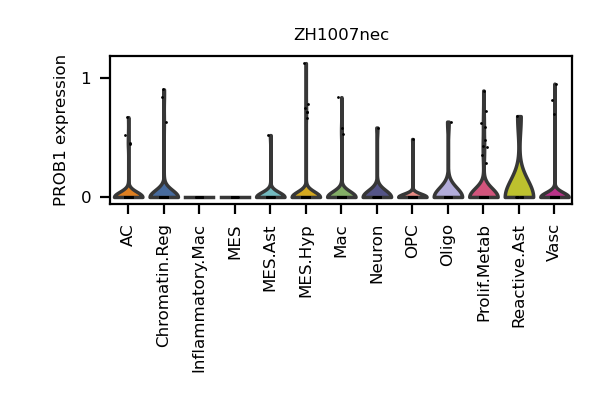 ZH1007nec
PROB1 expression
1
0
AC
Chromatin.Reg
Inflammatory.Mac
MES
MES.Ast
MES.Hyp
Mac
Neuron
OPC
Oligo
Prolif.Metab
Reactive.Ast
Vasc